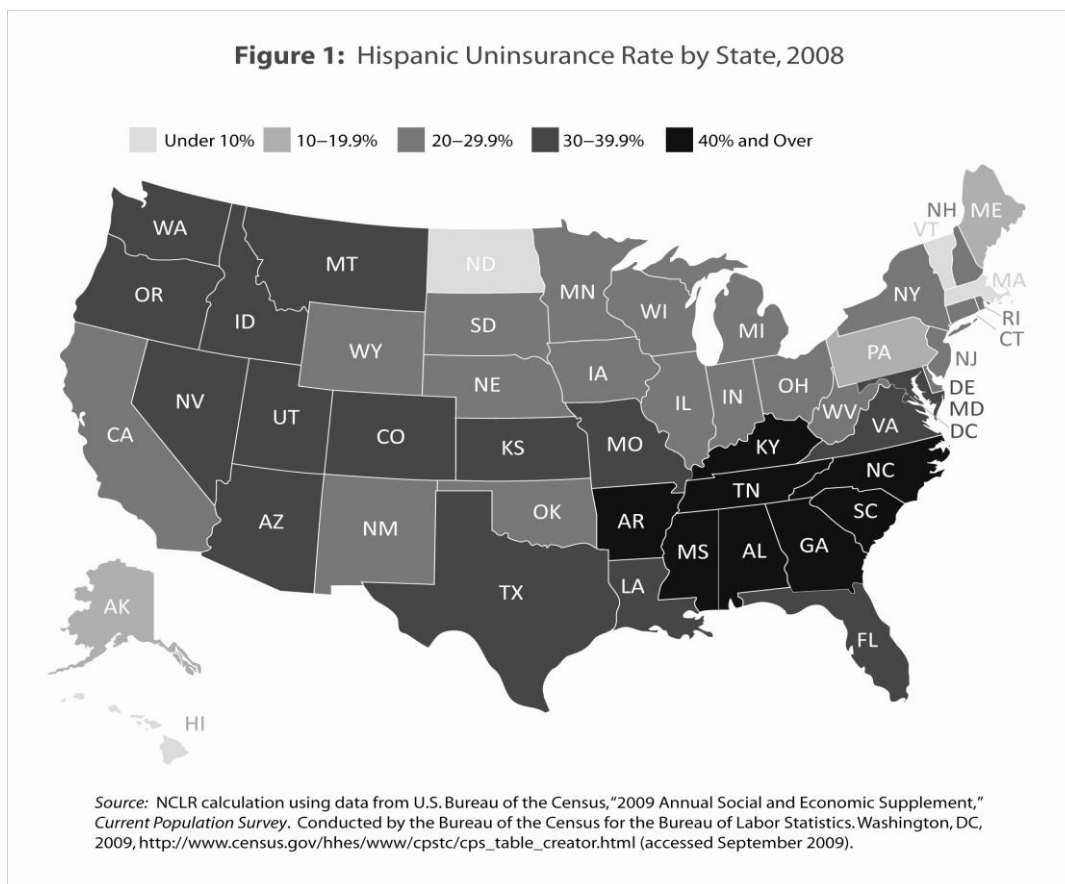 Figure 1: Hispanic Uninsurance Rate by State, 2008
Under 10% 10–19.9% 20–29.9% 30–39.9% 40% and Over
WA
MT
ND
MN
NH
VT
ME
OR
ID
SD
WI
MI
NY
MA
RI
CT
WY
NE
IA
PA
NJ
NV
UT
CO
KS
MO
IL
IN
OH
WV
VA
DE
MD
DC
CA
KY
NC
TN
AZ
NM
OK
AR
SC
MS
AL
GA
TX
LA
FL
AK
HI
Source: NCLR calculation using data from U.S. Bureau of the Census, “2009 Annual Social and Economic Supplement,”
Current Population Survey. Conducted by the Bureau of the Census for the Bureau of Labor Statistics. Washington, DC,
2009, http://www.census.gov/hhes/www/cpstc/cps_table_creator.html (accessed September 2009).